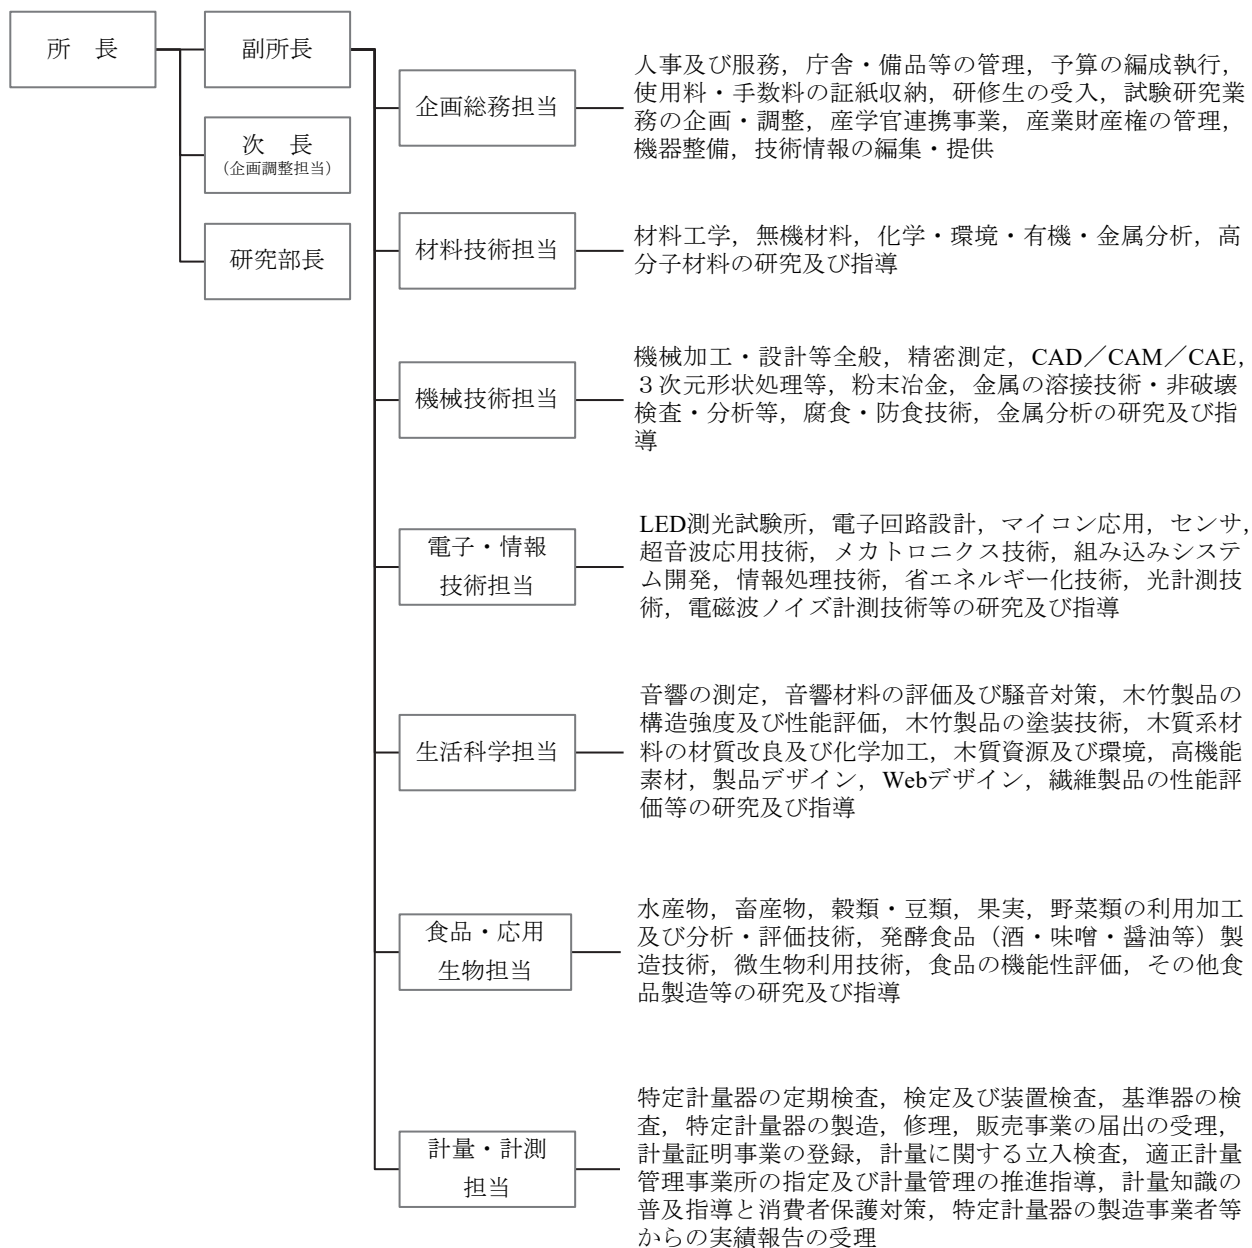 所　長
副所長
次　長
（企画調整担当）
研究部長
企画総務担当
人事及び服務，庁舎・備品等の管理，予算の編成執行，
使用料・手数料の証紙収納，研修生の受入，試験研究業
務の企画・調整，産学官連携事業，産業財産権の管理，
機器整備，技術情報の編集・提供
材料技術担当
材料工学，無機材料，化学・環境・有機・金属分析，高
分子材料の研究及び指導
機械技術担当
機械加工・設計等全般，精密測定，CAD／CAM／CAE，
３次元形状処理等，粉末冶金，金属の溶接技術・非破壊
検査・分析等，腐食・防食技術，金属分析の研究及び指
導
電子・情報
技術担当
LED測光試験所，電子回路設計，マイコン応用，センサ，
超音波応用技術，メカトロニクス技術，組み込みシステ
ム開発，情報処理技術，省エネルギー化技術，光計測技
術，電磁波ノイズ計測技術等の研究及び指導
生活科学担当
音響の測定，音響材料の評価及び騒音対策，木竹製品の
構造強度及び性能評価，木竹製品の塗装技術，木質系材
料の材質改良及び化学加工，木質資源及び環境，高機能
素材，製品デザイン，Webデザイン，繊維製品の性能評
価等の研究及び指導
食品・応用
生物担当
水産物，畜産物，穀類・豆類，果実，野菜類の利用加工
及び分析・評価技術，発酵食品（酒・味噌・醤油等）製
造技術，微生物利用技術，食品の機能性評価，その他食
品製造等の研究及び指導
計量・計測
担当
特定計量器の定期検査，検定及び装置検査，基準器の検
査，特定計量器の製造，修理，販売事業の届出の受理，
計量証明事業の登録，計量に関する立入検査，適正計量
管理事業所の指定及び計量管理の推進指導，計量知識の
普及指導と消費者保護対策，特定計量器の製造事業者等
からの実績報告の受理